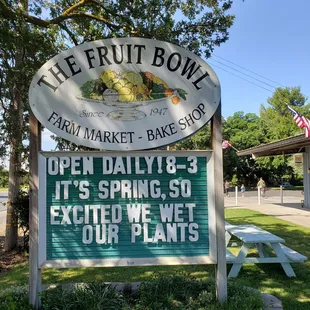 THE FRUIT BOWL
Since 1947
FARM MARKET - BAKE SHOP
OPEN DAILY! 8-3
IT'S SPRING, SO
EXCITED WE WET
OUR PLANTS